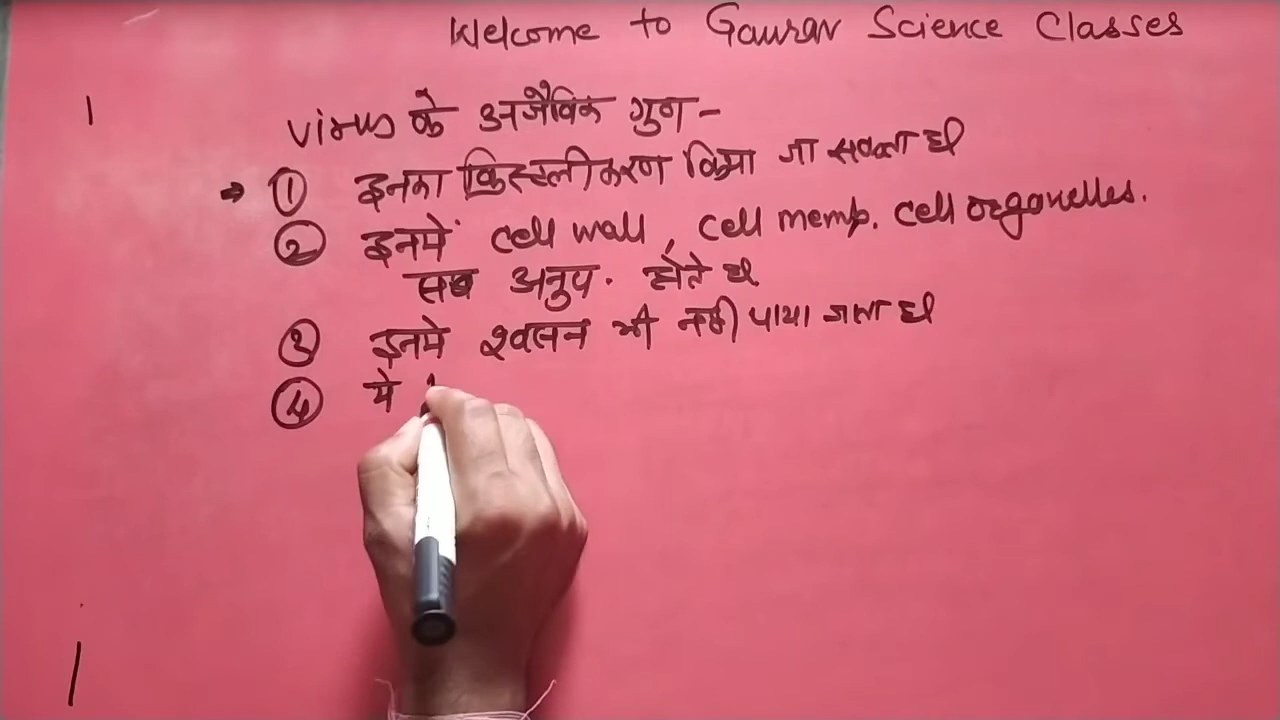 Welcome to Gaurav Science Classes
Virus के अजैविक गुण -
① इनका क्रिस्टलीकरण किया जा सकता है
② इनमें cell wall, cell memb. cell organelles.
सब अनुप. होते है
③ इनमे श्वसन भी नही पाया जाता है
④ ये